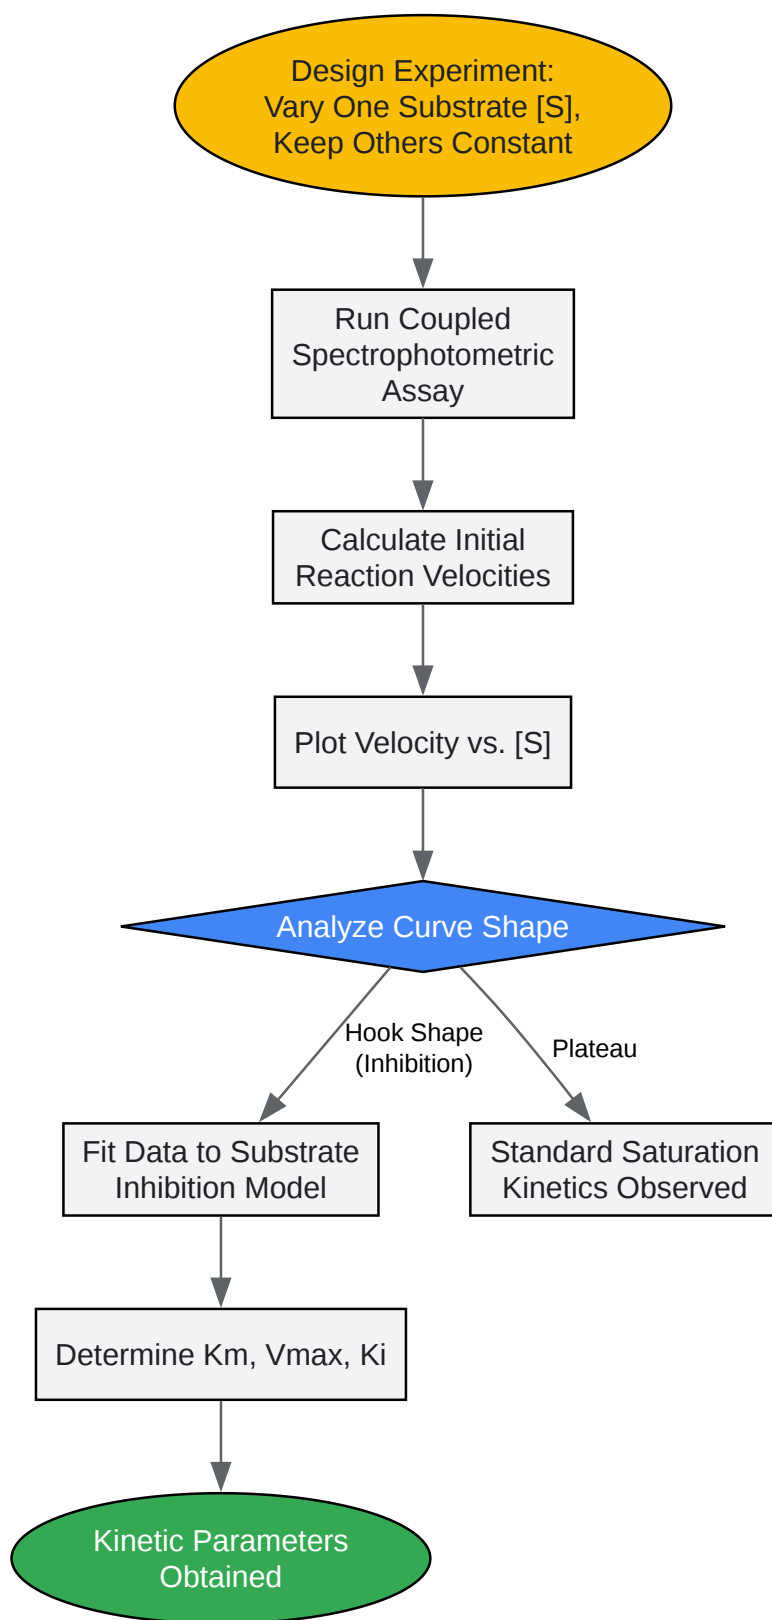 Design Experiment:
Vary One Substrate [S],
Keep Others Constant
Run Coupled
Spectrophotometric
Assay
Calculate Initial
Reaction Velocities
Plot Velocity vs. [S]
Analyze Curve Shape
Hook Shape
(Inhibition)
Plateau
Fit Data to Substrate
Inhibition Model
Standard Saturation
Kinetics Observed
Determine Km, Vmax, Ki
Kinetic Parameters
Obtained